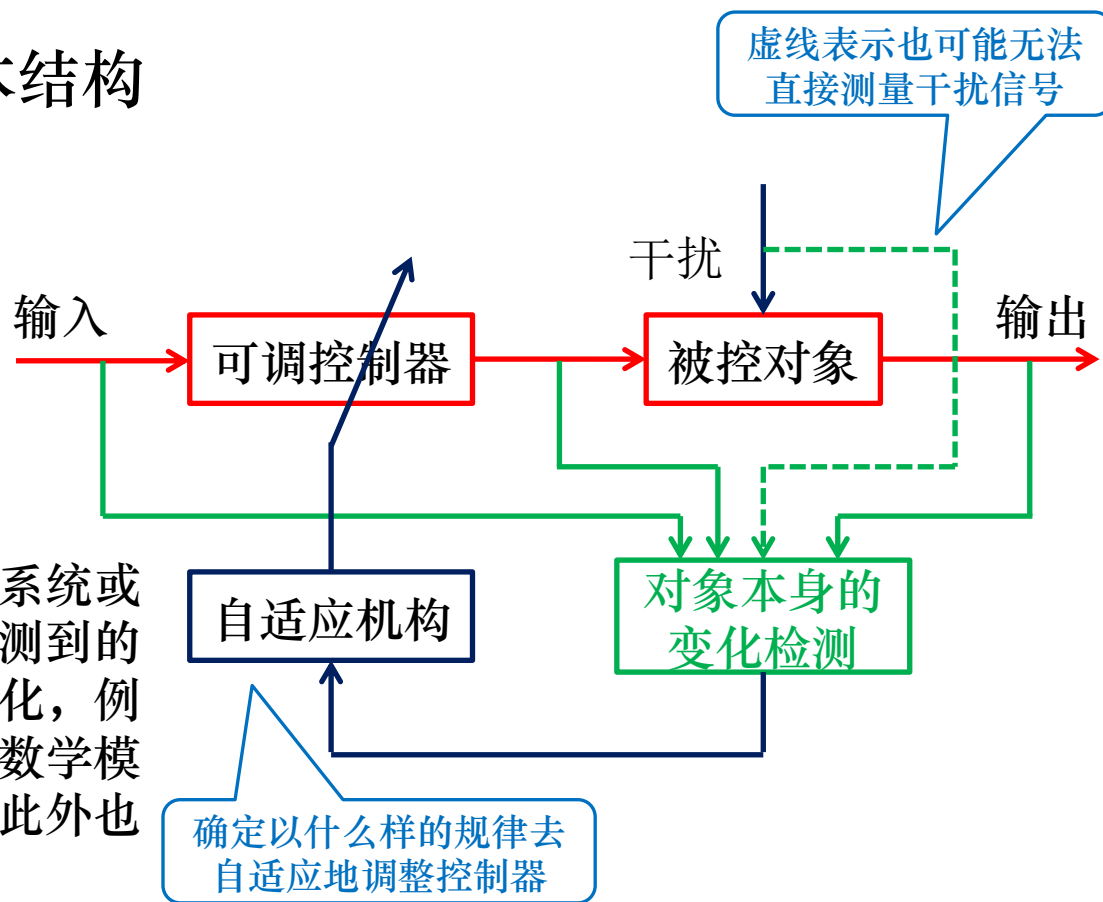 本结构
虚线表示也可能无法
直接测量干扰信号
干扰
输入
可调控制器
被控对象
输出
自适应机构
对象本身的
变化检测
系统或
测到的
化，例
数学模
此外也
确定以什么样的规律去
自适应地调整控制器